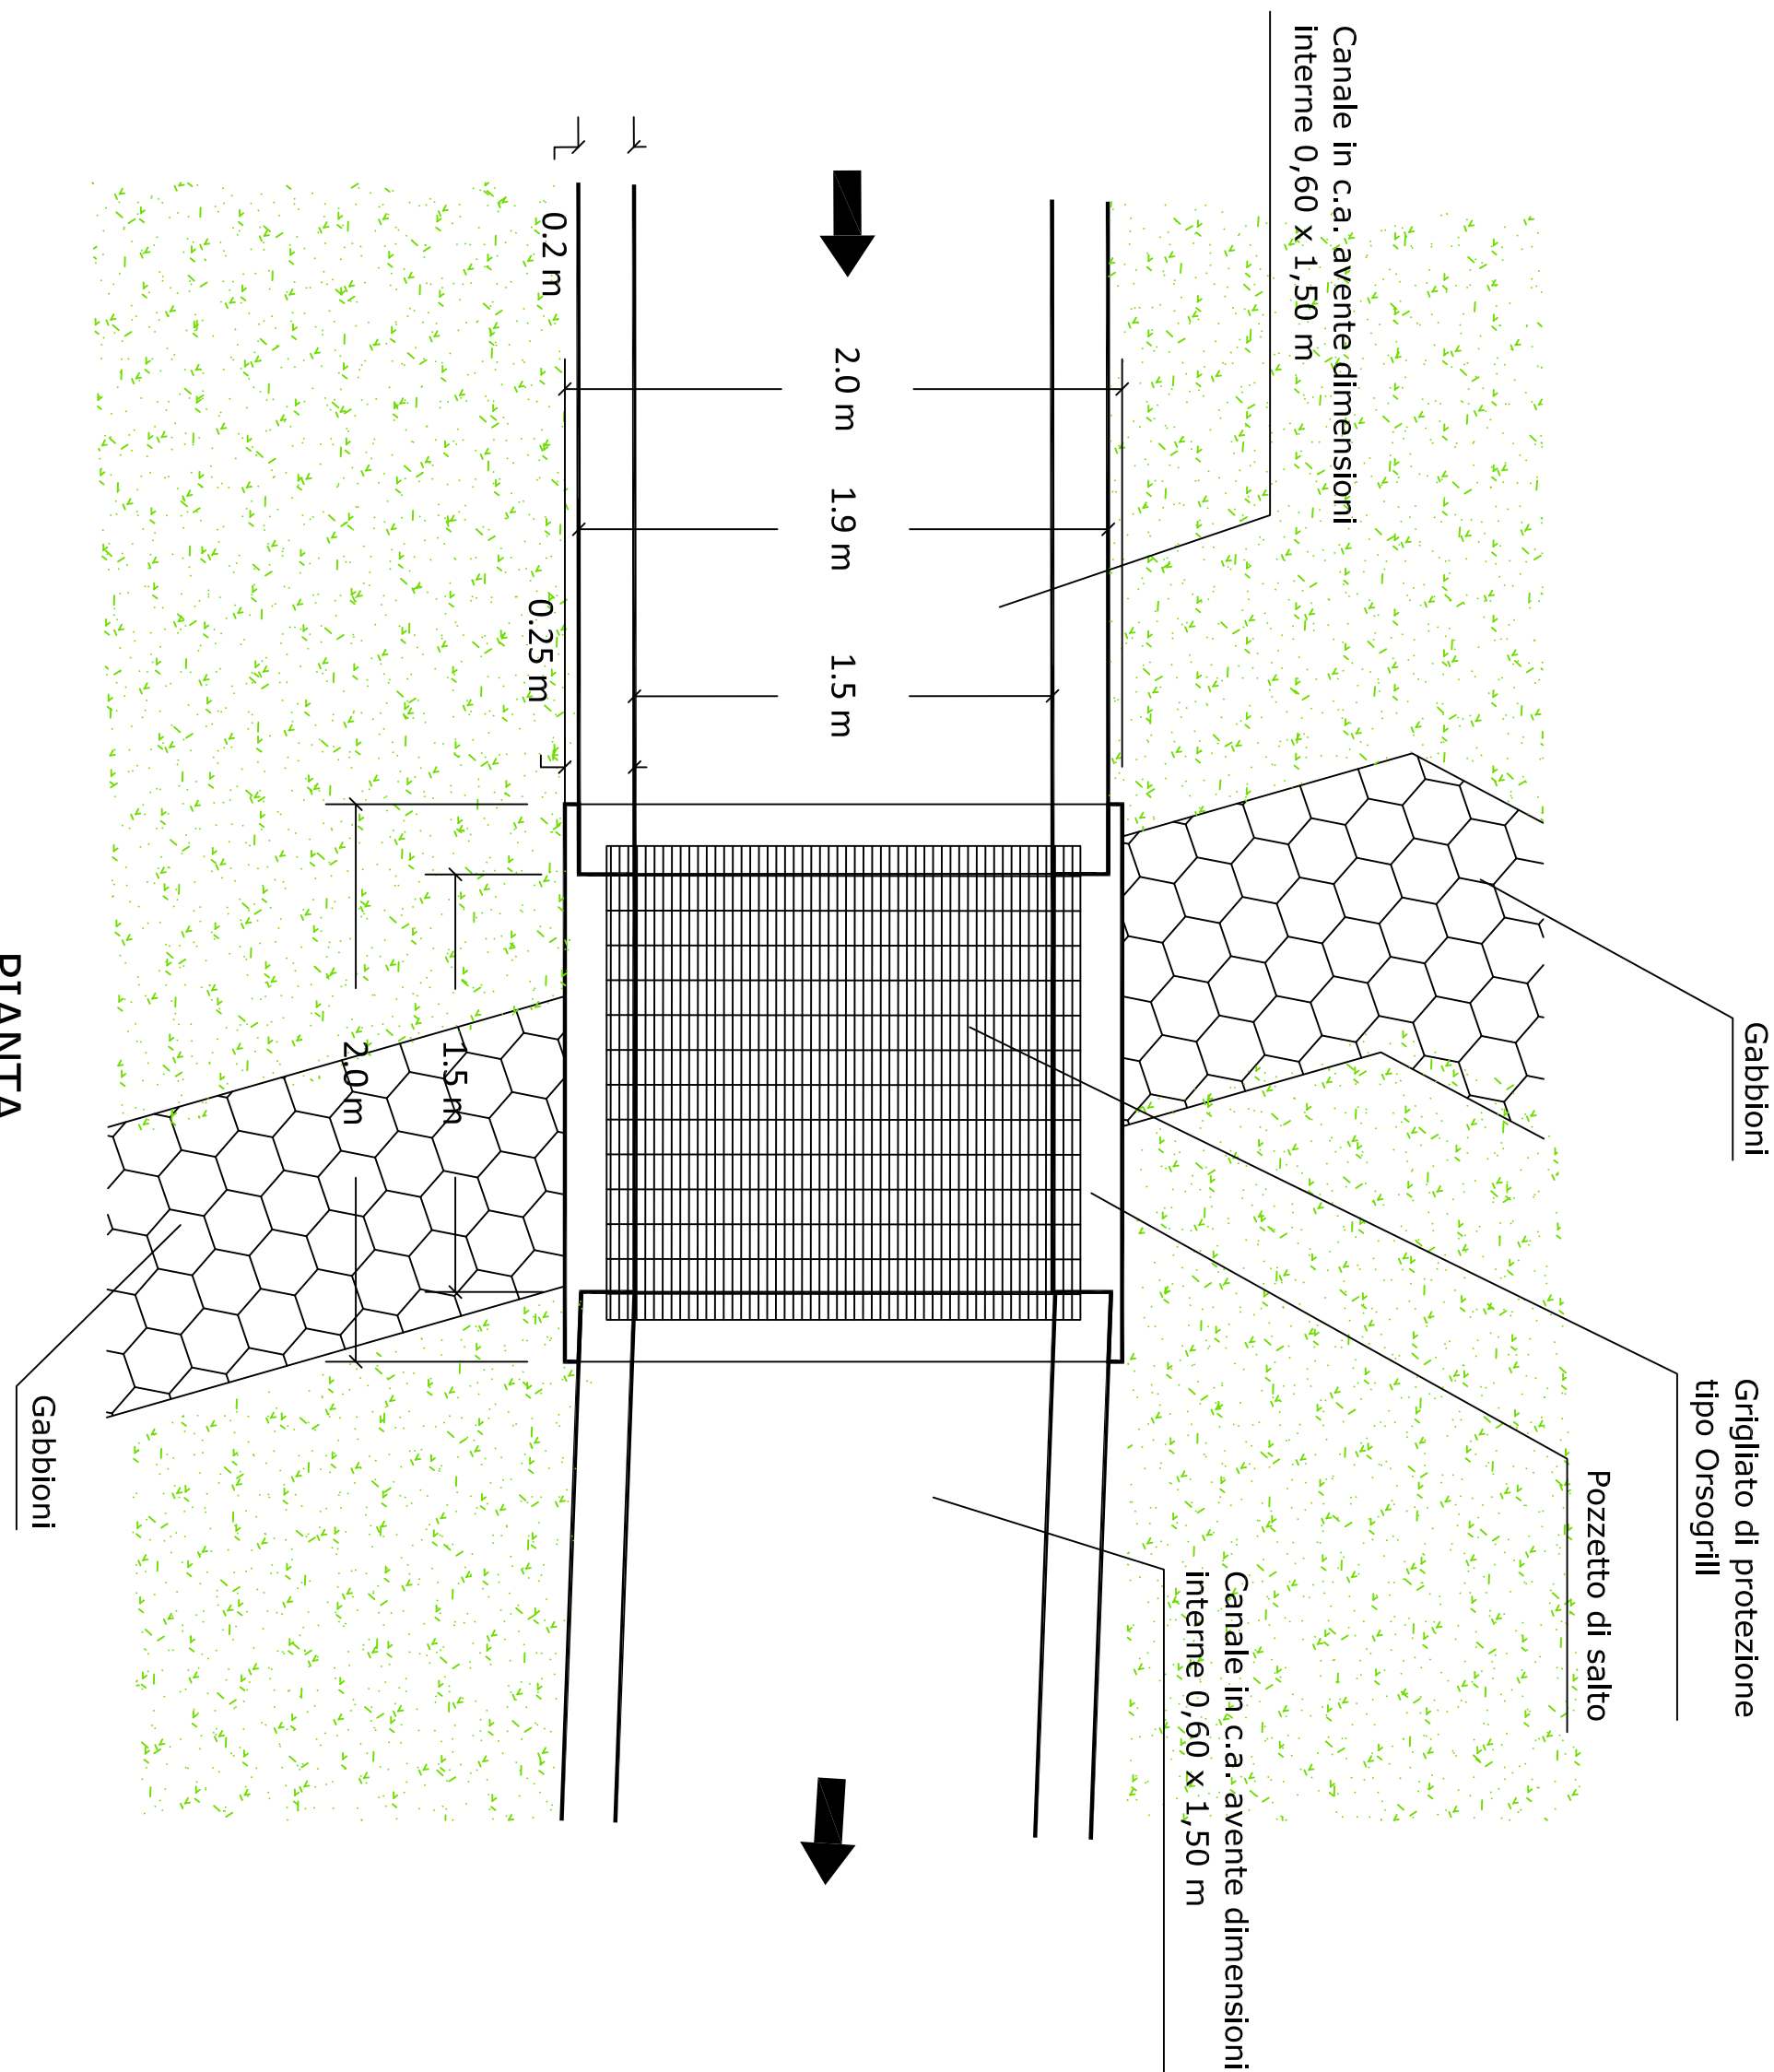 Canale in c.a. avente dimensioni
interne 0,60 x 1,50 m
Gabbioni
Grigliato di protezione
tipo Orsogrill
Pozzetto di salto
Canale in c.a. avente dimensioni
interne 0,60 x 1,50 m
2.0 m
1.9 m
1.5 m
0.2 m
0.25 m
1.5 m
2.0 m
Gabbioni
PIANTA